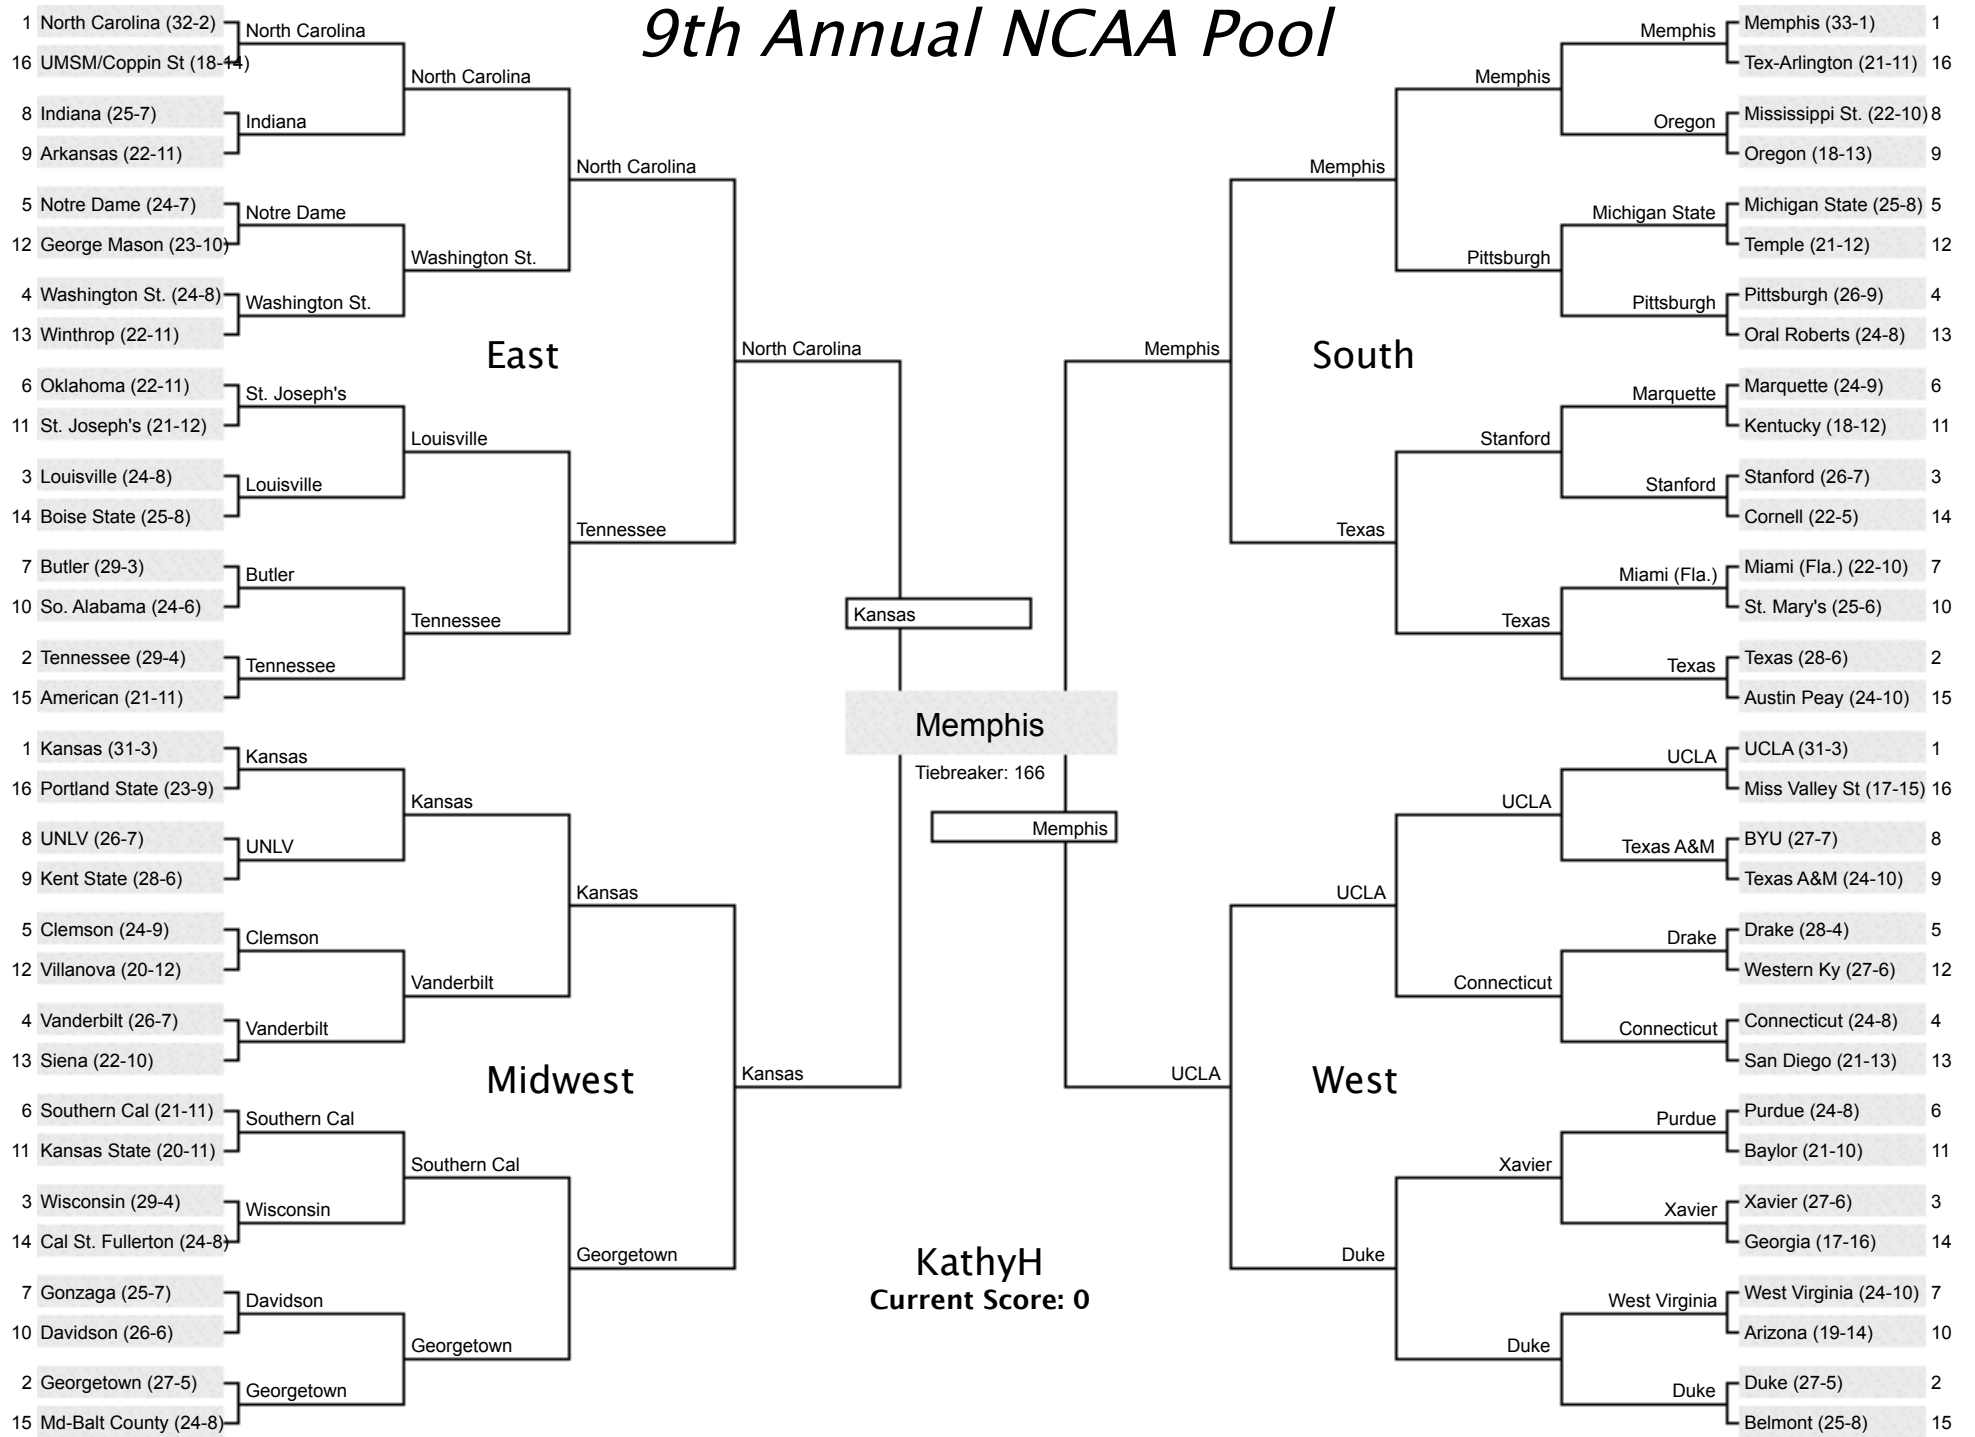 9th Annual NCAA Pool
1 North Carolina (32-2)
16 UMSM/Coppin St (18-14)
8 Indiana (25-7)
9 Arkansas (22-11)
5 Notre Dame (24-7)
12 George Mason (23-10)
4 Washington St. (24-8)
13 Winthrop (22-11)
6 Oklahoma (22-11)
11 St. Joseph's (21-12)
3 Louisville (24-8)
14 Boise State (25-8)
7 Butler (29-3)
10 So. Alabama (24-6)
2 Tennessee (29-4)
15 American (21-11)
North Carolina
Indiana
Notre Dame
Washington St.
St. Joseph's
Louisville
Butler
Tennessee
North Carolina
Washington St.
Louisville
Tennessee
North Carolina
Tennessee
East
North Carolina
1 Kansas (31-3)
16 Portland State (23-9)
8 UNLV (26-7)
9 Kent State (28-6)
5 Clemson (24-9)
12 Villanova (20-12)
4 Vanderbilt (26-7)
13 Siena (22-10)
6 Southern Cal (21-11)
11 Kansas State (20-11)
3 Wisconsin (29-4)
14 Cal St. Fullerton (24-8)
7 Gonzaga (25-7)
10 Davidson (26-6)
2 Georgetown (27-5)
15 Md-Balt County (24-8)
Kansas
UNLV
Clemson
Vanderbilt
Southern Cal
Wisconsin
Davidson
Georgetown
Kansas
Vanderbilt
Southern Cal
Georgetown
Kansas
Georgetown
Midwest
Kansas
Kansas
Memphis
Tiebreaker: 166
Memphis
KathyH
Current Score: 0
Memphis
South
Memphis
Texas
Memphis
Pittsburgh
Stanford
Texas
Memphis
Oregon
Michigan State
Pittsburgh
Marquette
Stanford
Miami (Fla.)
Texas
Memphis (33-1) 1
Tex-Arlington (21-11) 16
Mississippi St. (22-10) 8
Oregon (18-13) 9
Michigan State (25-8) 5
Temple (21-12) 12
Pittsburgh (26-9) 4
Oral Roberts (24-8) 13
Marquette (24-9) 6
Kentucky (18-12) 11
Stanford (26-7) 3
Cornell (22-5) 14
Miami (Fla.) (22-10) 7
St. Mary's (25-6) 10
Texas (28-6) 2
Austin Peay (24-10) 15
UCLA
West
UCLA
Duke
UCLA
Connecticut
Xavier
Duke
UCLA
Texas A&M
Drake
Connecticut
Purdue
Xavier
West Virginia
Duke
UCLA (31-3) 1
Miss Valley St (17-15) 16
BYU (27-7) 8
Texas A&M (24-10) 9
Drake (28-4) 5
Western Ky (27-6) 12
Connecticut (24-8) 4
San Diego (21-13) 13
Purdue (24-8) 6
Baylor (21-10) 11
Xavier (27-6) 3
Georgia (17-16) 14
West Virginia (24-10) 7
Arizona (19-14) 10
Duke (27-5) 2
Belmont (25-8) 15